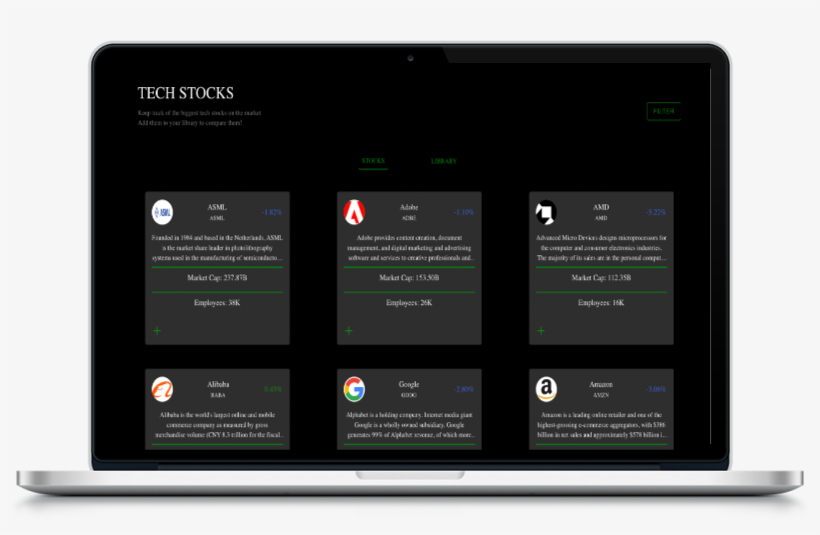 TECH STOCKS
Keep track of the biggest tech stocks on the market
Add them to your library to compare them!
FILTER
STOCKS LIBRARY
ASML
ASML
-1.82%
Founded in 1984 and based in the Netherlands, ASML
is the market share leader in photolithography
systems used in the manufacturing of semiconducto...
Market Cap: 237.87B
Employees: 38K
+
Adobe
ADBE
-1.10%
Adobe provides content creation, document
management, and digital marketing and advertising
software and services to creative professionals and...
Market Cap: 153.50B
Employees: 26K
+
AMD
AMD
-5.22%
Advanced Micro Devices designs microprocessors for
the computer and consumer electronics industries.
The majority of its sales are in the personal comput...
Market Cap: 112.35B
Employees: 16K
+
Alibaba
BABA
0.43%
Alibaba is the world's largest online and mobile
commerce company as measured by gross
merchandise volume (CNY 8.3 trillion for the fiscal...
Google
GOOG
-2.80%
Alphabet is a holding company. Internet media giant
Google is a wholly owned subsidiary. Google
generates 99% of Alphabet revenue, of which more...
a
Amazon
AMZN
Amazon is a leading online retailer and one of the
highest-grossing e-commerce aggregators, with $386
billion in net sales and approximately $578 billion i...